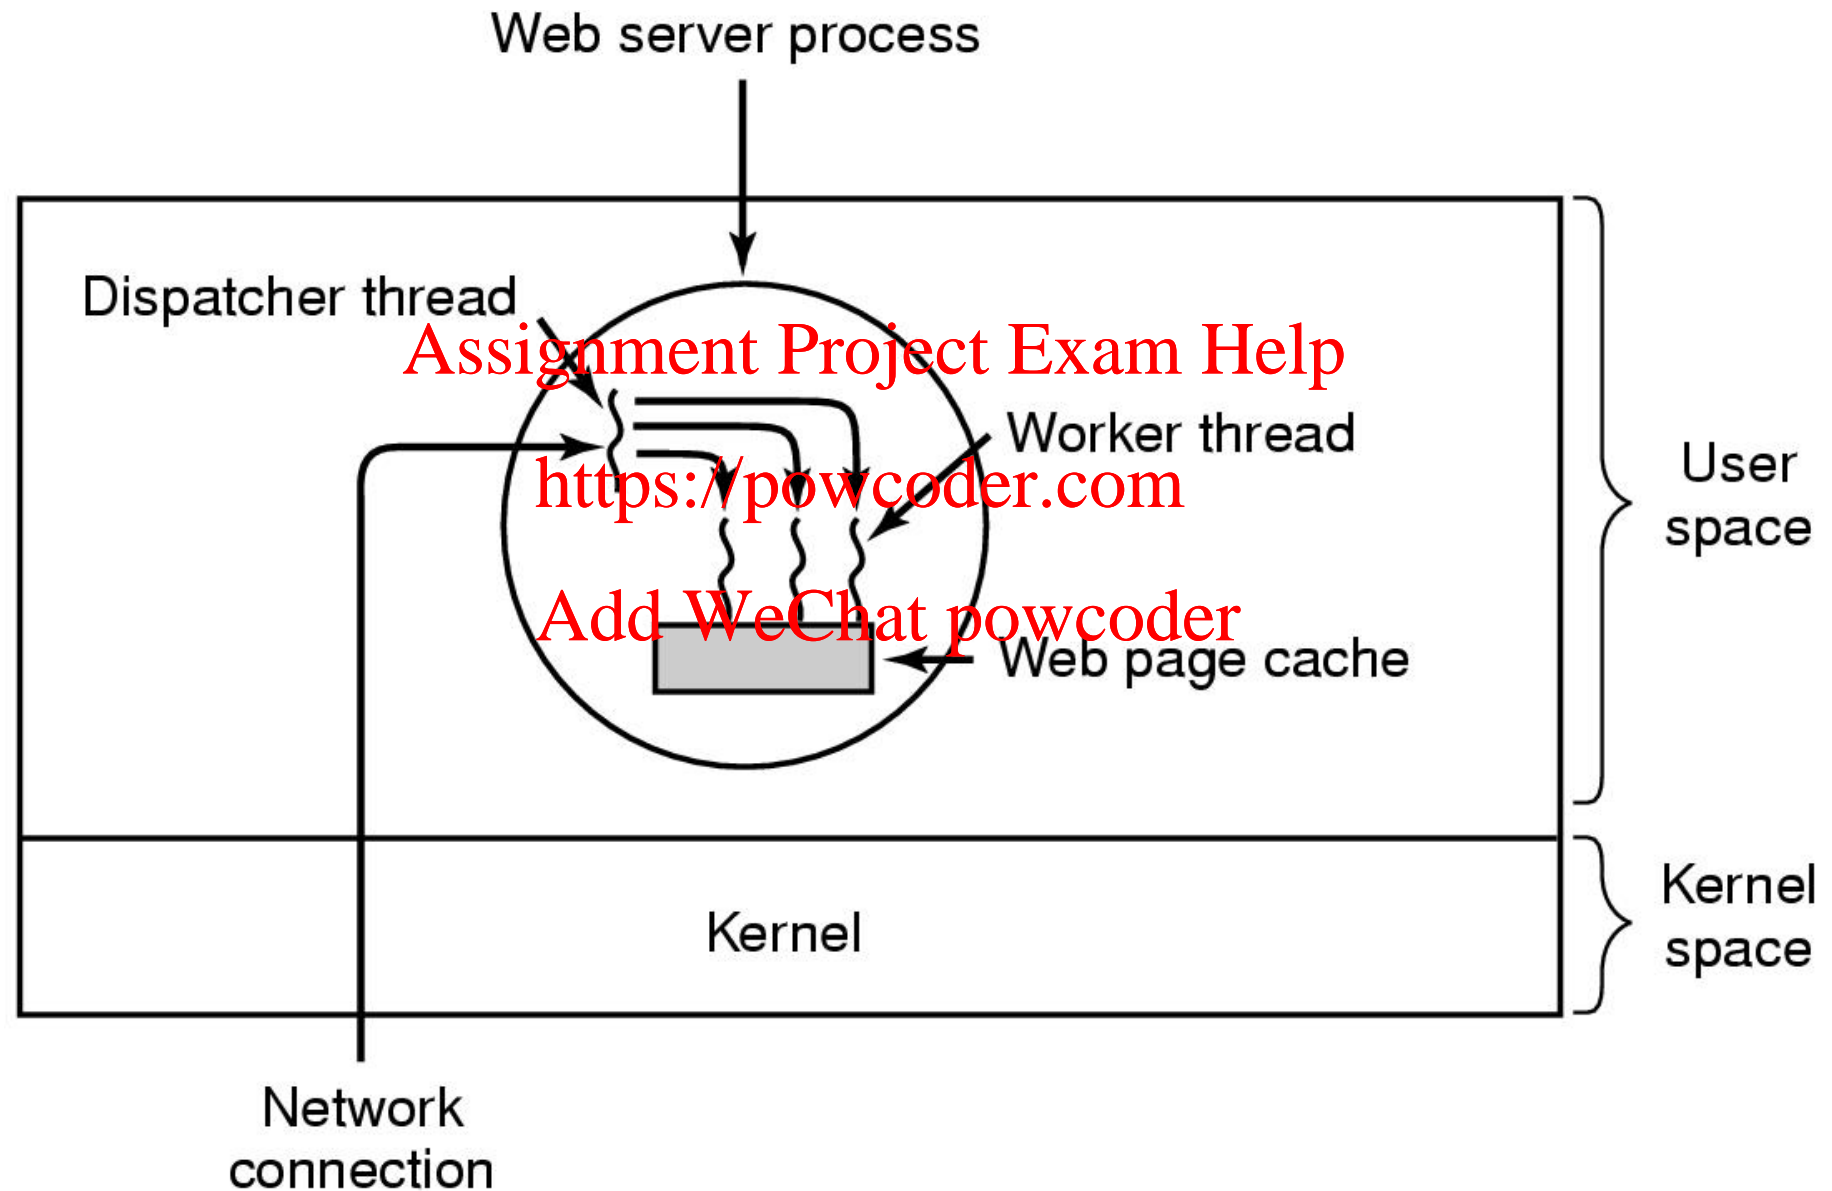 Web server process
Dispatcher thread
Assignment Project Exam Help
Worker thread
https://powcoder.com
User
space
Add WeChat powcoder
Web page cache
Kernel
Kernel
space
Network
connection